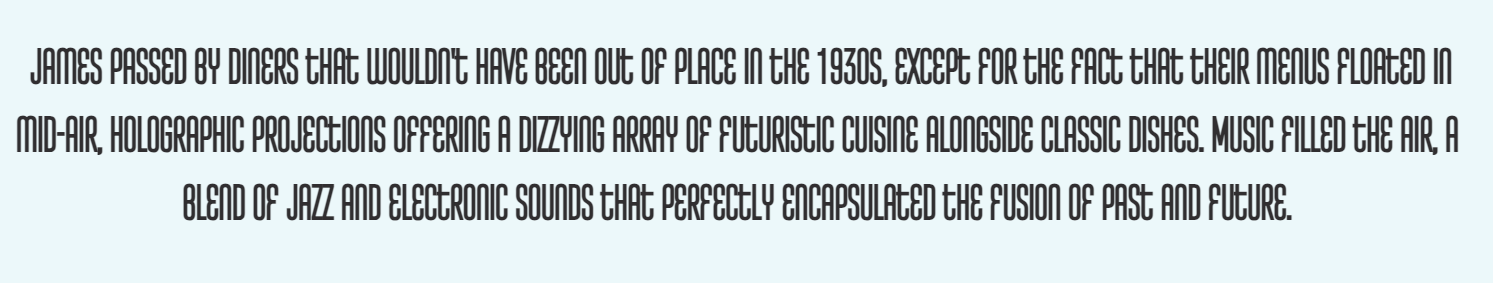 JAMES PASSED BY DINERS tHAt WOULDN't HAVE BEEN OUt OF PLACE IN tHE 1930S, EXCEPt FOR tHE FACt tHAt tHEIR MENUS FLOAtED IN
MID-AIR, HOLOGRAPHIC PROJECtIONS OFFERING A DIZZYING ARRAY OF FUtURIStIC CUISINE ALONGSIDE CLASSIC DISHES. MUSIC FILLED tHE AIR, A
BLEND OF JAZZ AND ELECtRONIC SOUNDS tHAt PERFECtLY ENCAPSULAtED tHE FUSION OF PASt AND FUtURE.